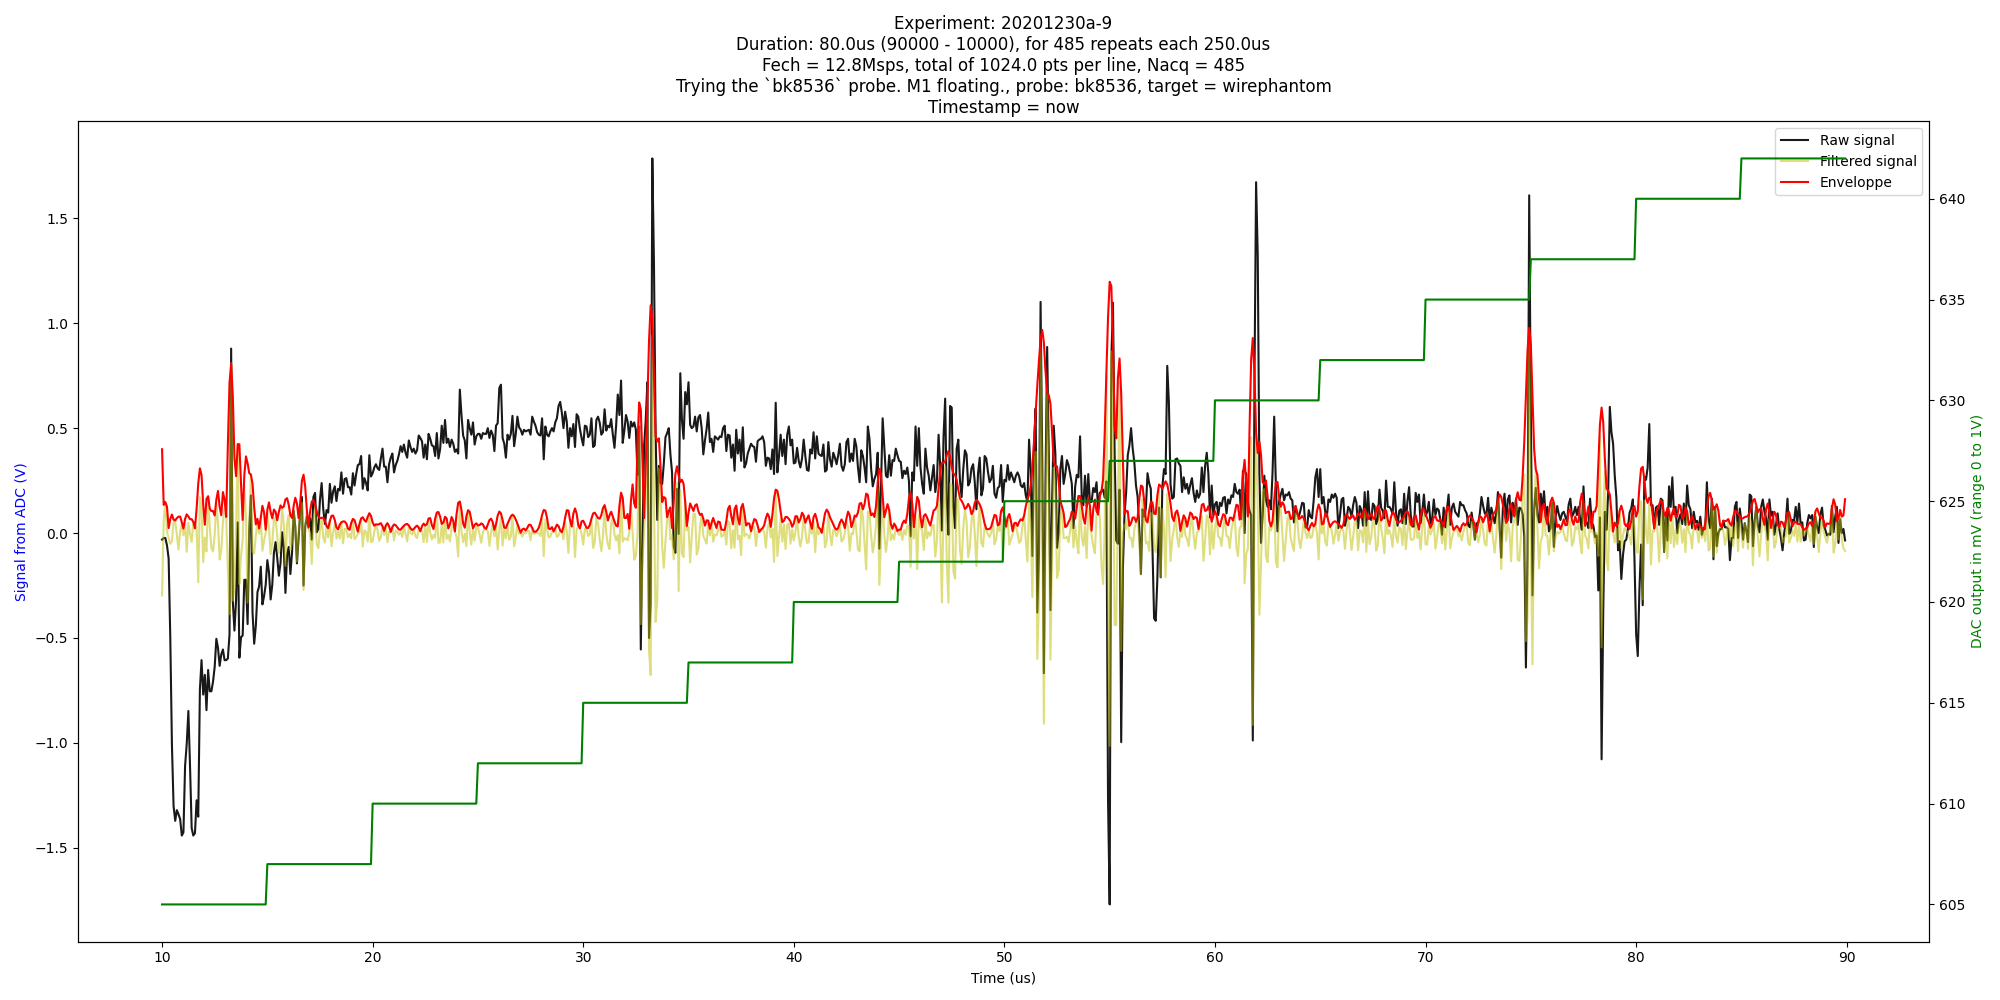 Experiment: 20201230a-9
Duration: 80.0us (90000 - 10000), for 485 repeats each 250.0us
Fech = 12.8Msps, total of 1024.0 pts per line, Nacq = 485
Trying the `bk8536` probe. M1 floating., probe: bk8536, target = wirephantom
Timestamp = now
Raw signal
Filtered signal
Enveloppe
Signal from ADC (V)
1.5
1.0
0.5
0.0
−0.5
−1.0
−1.5
640
635
630
625
620
615
610
605
DAC output in mV (range 0 to 1V)
10 20 30 40 50 60 70 80 90
Time (us)